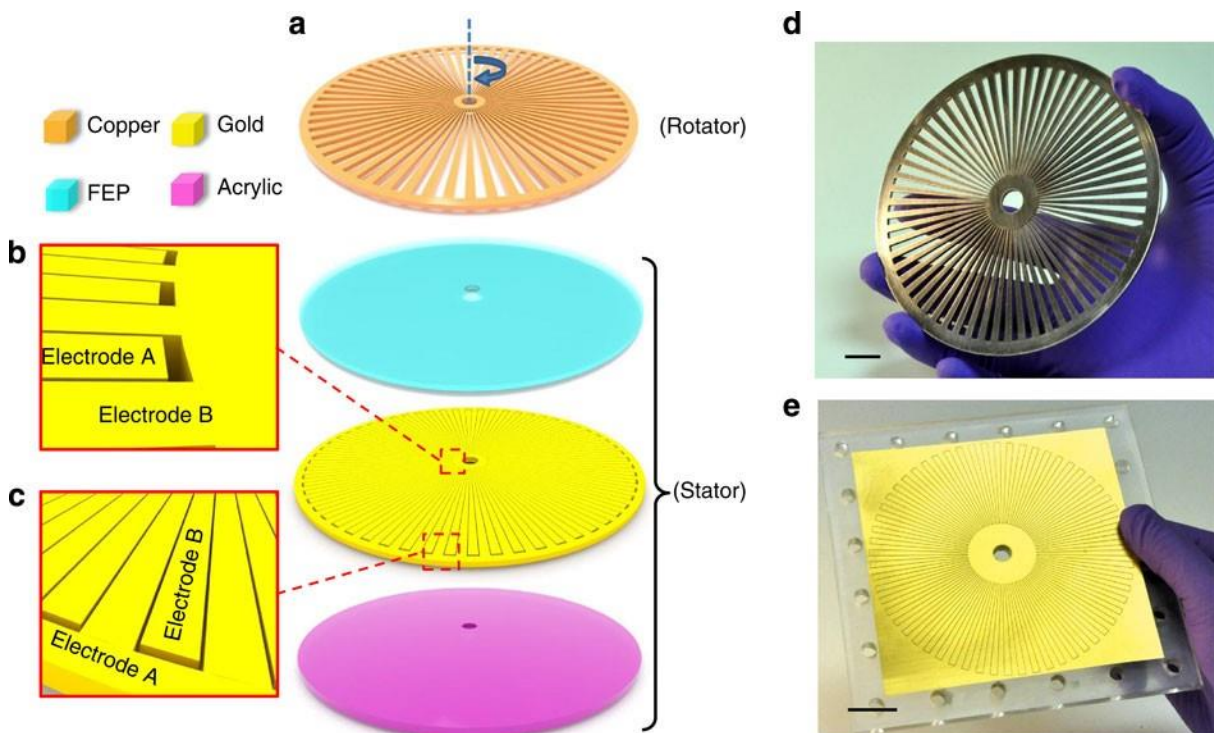 a
Copper
Gold
FEP
Acrylic
(Rotator)
b
Electrode A
Electrode B
c
Electrode B
Electrode A
(Stator)
d
e